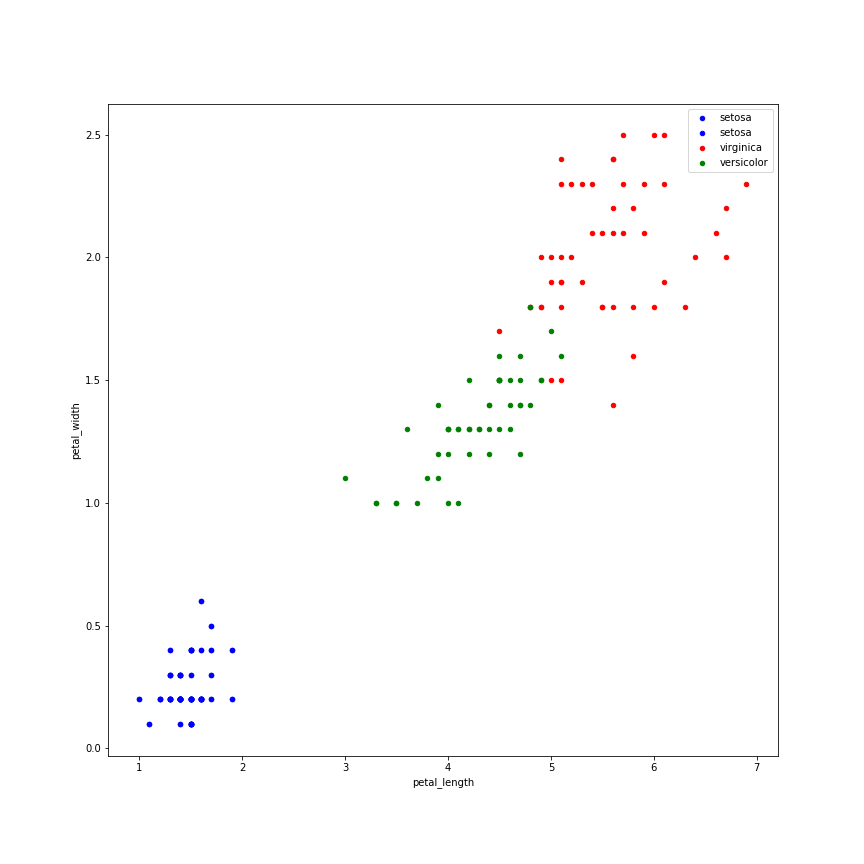 setosa
setosa
virginica
versicolor
2.5
2.0
1.5
1.0
0.5
0.0
petal_width
1 2 3 4 5 6 7
petal_length